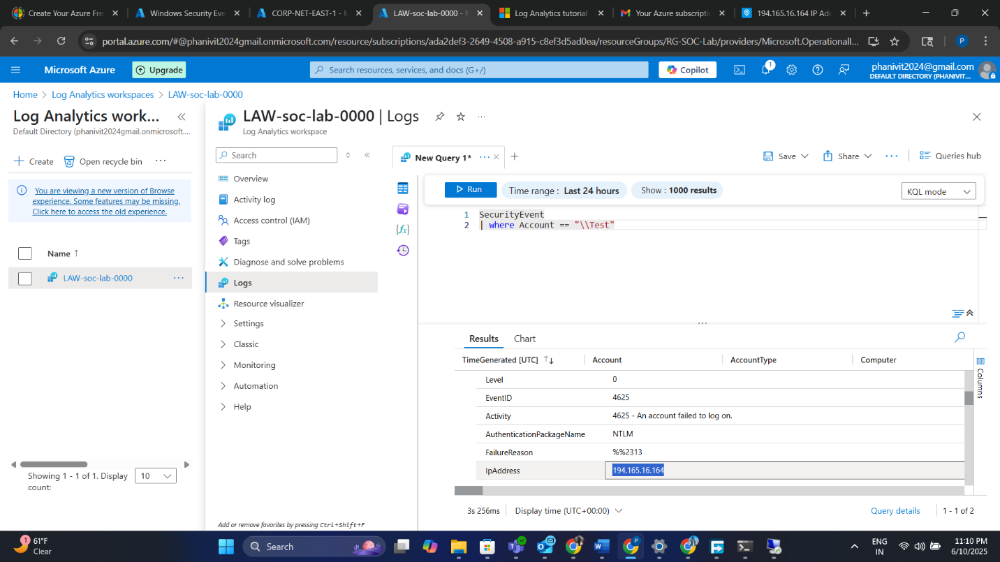 Create Your Azure Fre
Windows Security Eve
CORP-NET-EAST-1 - M
LAW-soc-lab-0000 - M
Log Analytics tutorial
Your Azure subscripti
194.165.16.164 IP Add
portal.azure.com/#@phanivit2024gmail.onmicrosoft.com/resource/subscriptions/ada2def3-2649-4508-a915-c8ef3d5ad0ea/resourceGroups/RG-SOC-Lab/providers/Microsoft.Operationall...
P
Microsoft Azure
Upgrade
Search resources, services, and docs (G+/)
Copilot
1
phanivit2024@gmail.com
DEFAULT DIRECTORY (PHANIVIT...
Home > Log Analytics workspaces > LAW-soc-lab-0000
Log Analytics work...
Default Directory (phanivit2024gmail.onmicrosoft....
Create
Open recycle bin
...
You are viewing a new version of Browse
experience. Some features may be missing.
Click here to access the old experience.
Name ↑
LAW-soc-lab-0000
...
Showing 1 - 1 of 1. Display
count:
10
LAW-soc-lab-0000 | Logs
Log Analytics workspace
Search
Overview
Activity log
Access control (IAM)
Tags
Diagnose and solve problems
Logs
Resource visualizer
Settings
Classic
Monitoring
Automation
Help
Add or remove favorites by pressing Ctrl+Shift+F
New Query 1*
Save
Share
Queries hub
Run
Time range : Last 24 hours
Show : 1000 results
KQL mode
1 SecurityEvent
2 | where Account == "\\Test"
Results
Chart
TimeGenerated [UTC] ↑↓
Account
AccountType
Computer
Columns
Level 0
EventID 4625
Activity 4625 - An account failed to log on.
AuthenticationPackageName NTLM
FailureReason %%2313
IpAddress 194.165.16.164
3s 256ms
Display time (UTC+00:00)
Query details
1 - 1 of 2
1
61°F
Clear
Search
ENG
IN
11:10 PM
6/10/2025